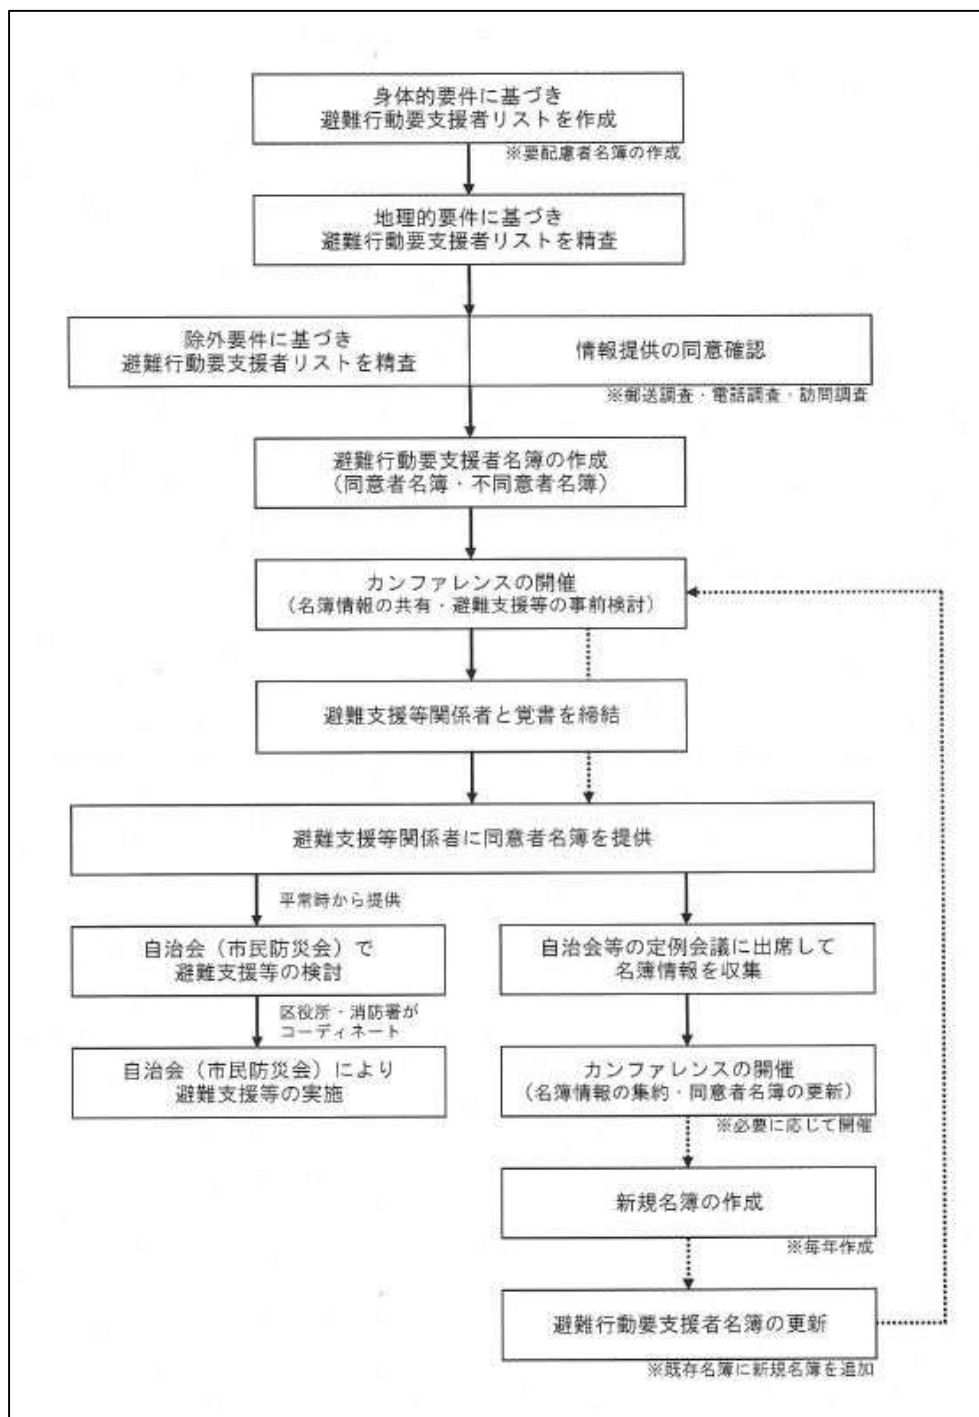 身体的要件に基づき
避難行動要支援者リストを作成
※要配慮者名簿の作成
地理的要件に基づき
避難行動要支援者リストを精査
除外要件に基づき
避難行動要支援者リストを精査
情報提供の同意確認
※郵送調査・電話調査・訪問調査
避難行動要支援者名簿の作成
（同意者名簿・不同意者名簿）
カンファレンスの開催
（名簿情報の共有・避難支援等の事前検討）
避難支援等関係者と覚書を締結
避難支援等関係者に同意者名簿を提供
平常時から提供
自治会（市民防災会）で
避難支援等の検討
区役所・消防署が
コーディネート
自治会（市民防災会）により
避難支援等の実施
自治会等の定例会議に出席して
名簿情報を収集
カンファレンスの開催
（名簿情報の集約・同意者名簿の更新）
※必要に応じて開催
新規名簿の作成
※毎年作成
避難行動要支援者名簿の更新
※既存名簿に新規名簿を追加